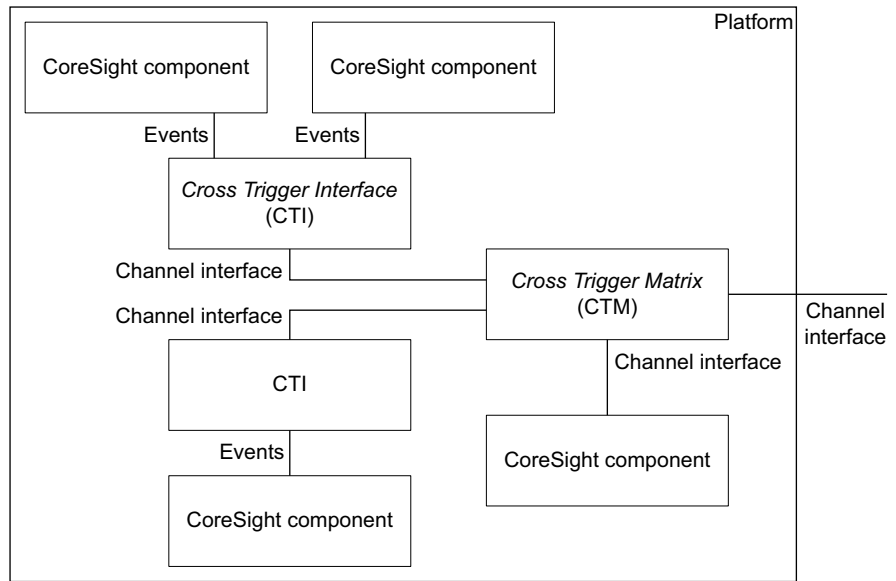 Platform
CoreSight component
CoreSight component
Events
Events
Cross Trigger Interface
(CTI)
Channel interface
Cross Trigger Matrix
(CTM)
Channel
interface
Channel interface
CTI
Channel interface
Events
CoreSight component
CoreSight component